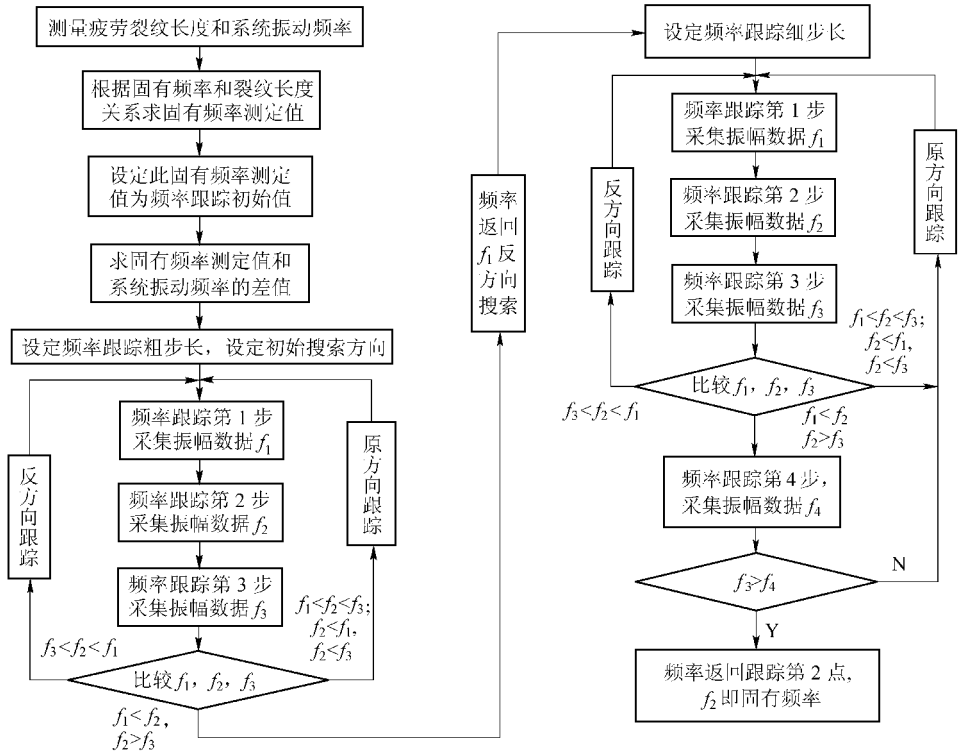 测量疲劳裂纹长度和系统振动频率
根据固有频率和裂纹长度
关系求固有频率测定值
设定此固有频率测定
值为频率跟踪初始值
求固有频率测定值和
系统振动频率的差值
设定频率跟踪粗步长，设定初始搜索方向
频率跟踪第1步
采集振幅数据f₁
频率跟踪第2步
采集振幅数据f₂
频率跟踪第3步
采集振幅数据f₃
反方向跟踪
原方向跟踪
f₃<f₂<f₁
f₁<f₂<f₃;
f₂<f₁,
f₂<f₃
比较f₁，f₂，f₃
f₁<f₂，
f₂>f₃
频率
返回
f₁反
方向
搜索
设定频率跟踪细步长
频率跟踪第1步
采集振幅数据f₁
频率跟踪第2步
采集振幅数据f₂
频率跟踪第3步
采集振幅数据f₃
反方向跟踪
原方向跟踪
f₁<f₂<f₃;
f₂<f₁,
f₂<f₃
比较f₁，f₂，f₃
f₃<f₂<f₁
f₁<f₂
f₂>f₃
频率跟踪第4步，
采集振幅数据f₄
f₃>f₄
N
Y
频率返回跟踪第2点，
f₂即固有频率